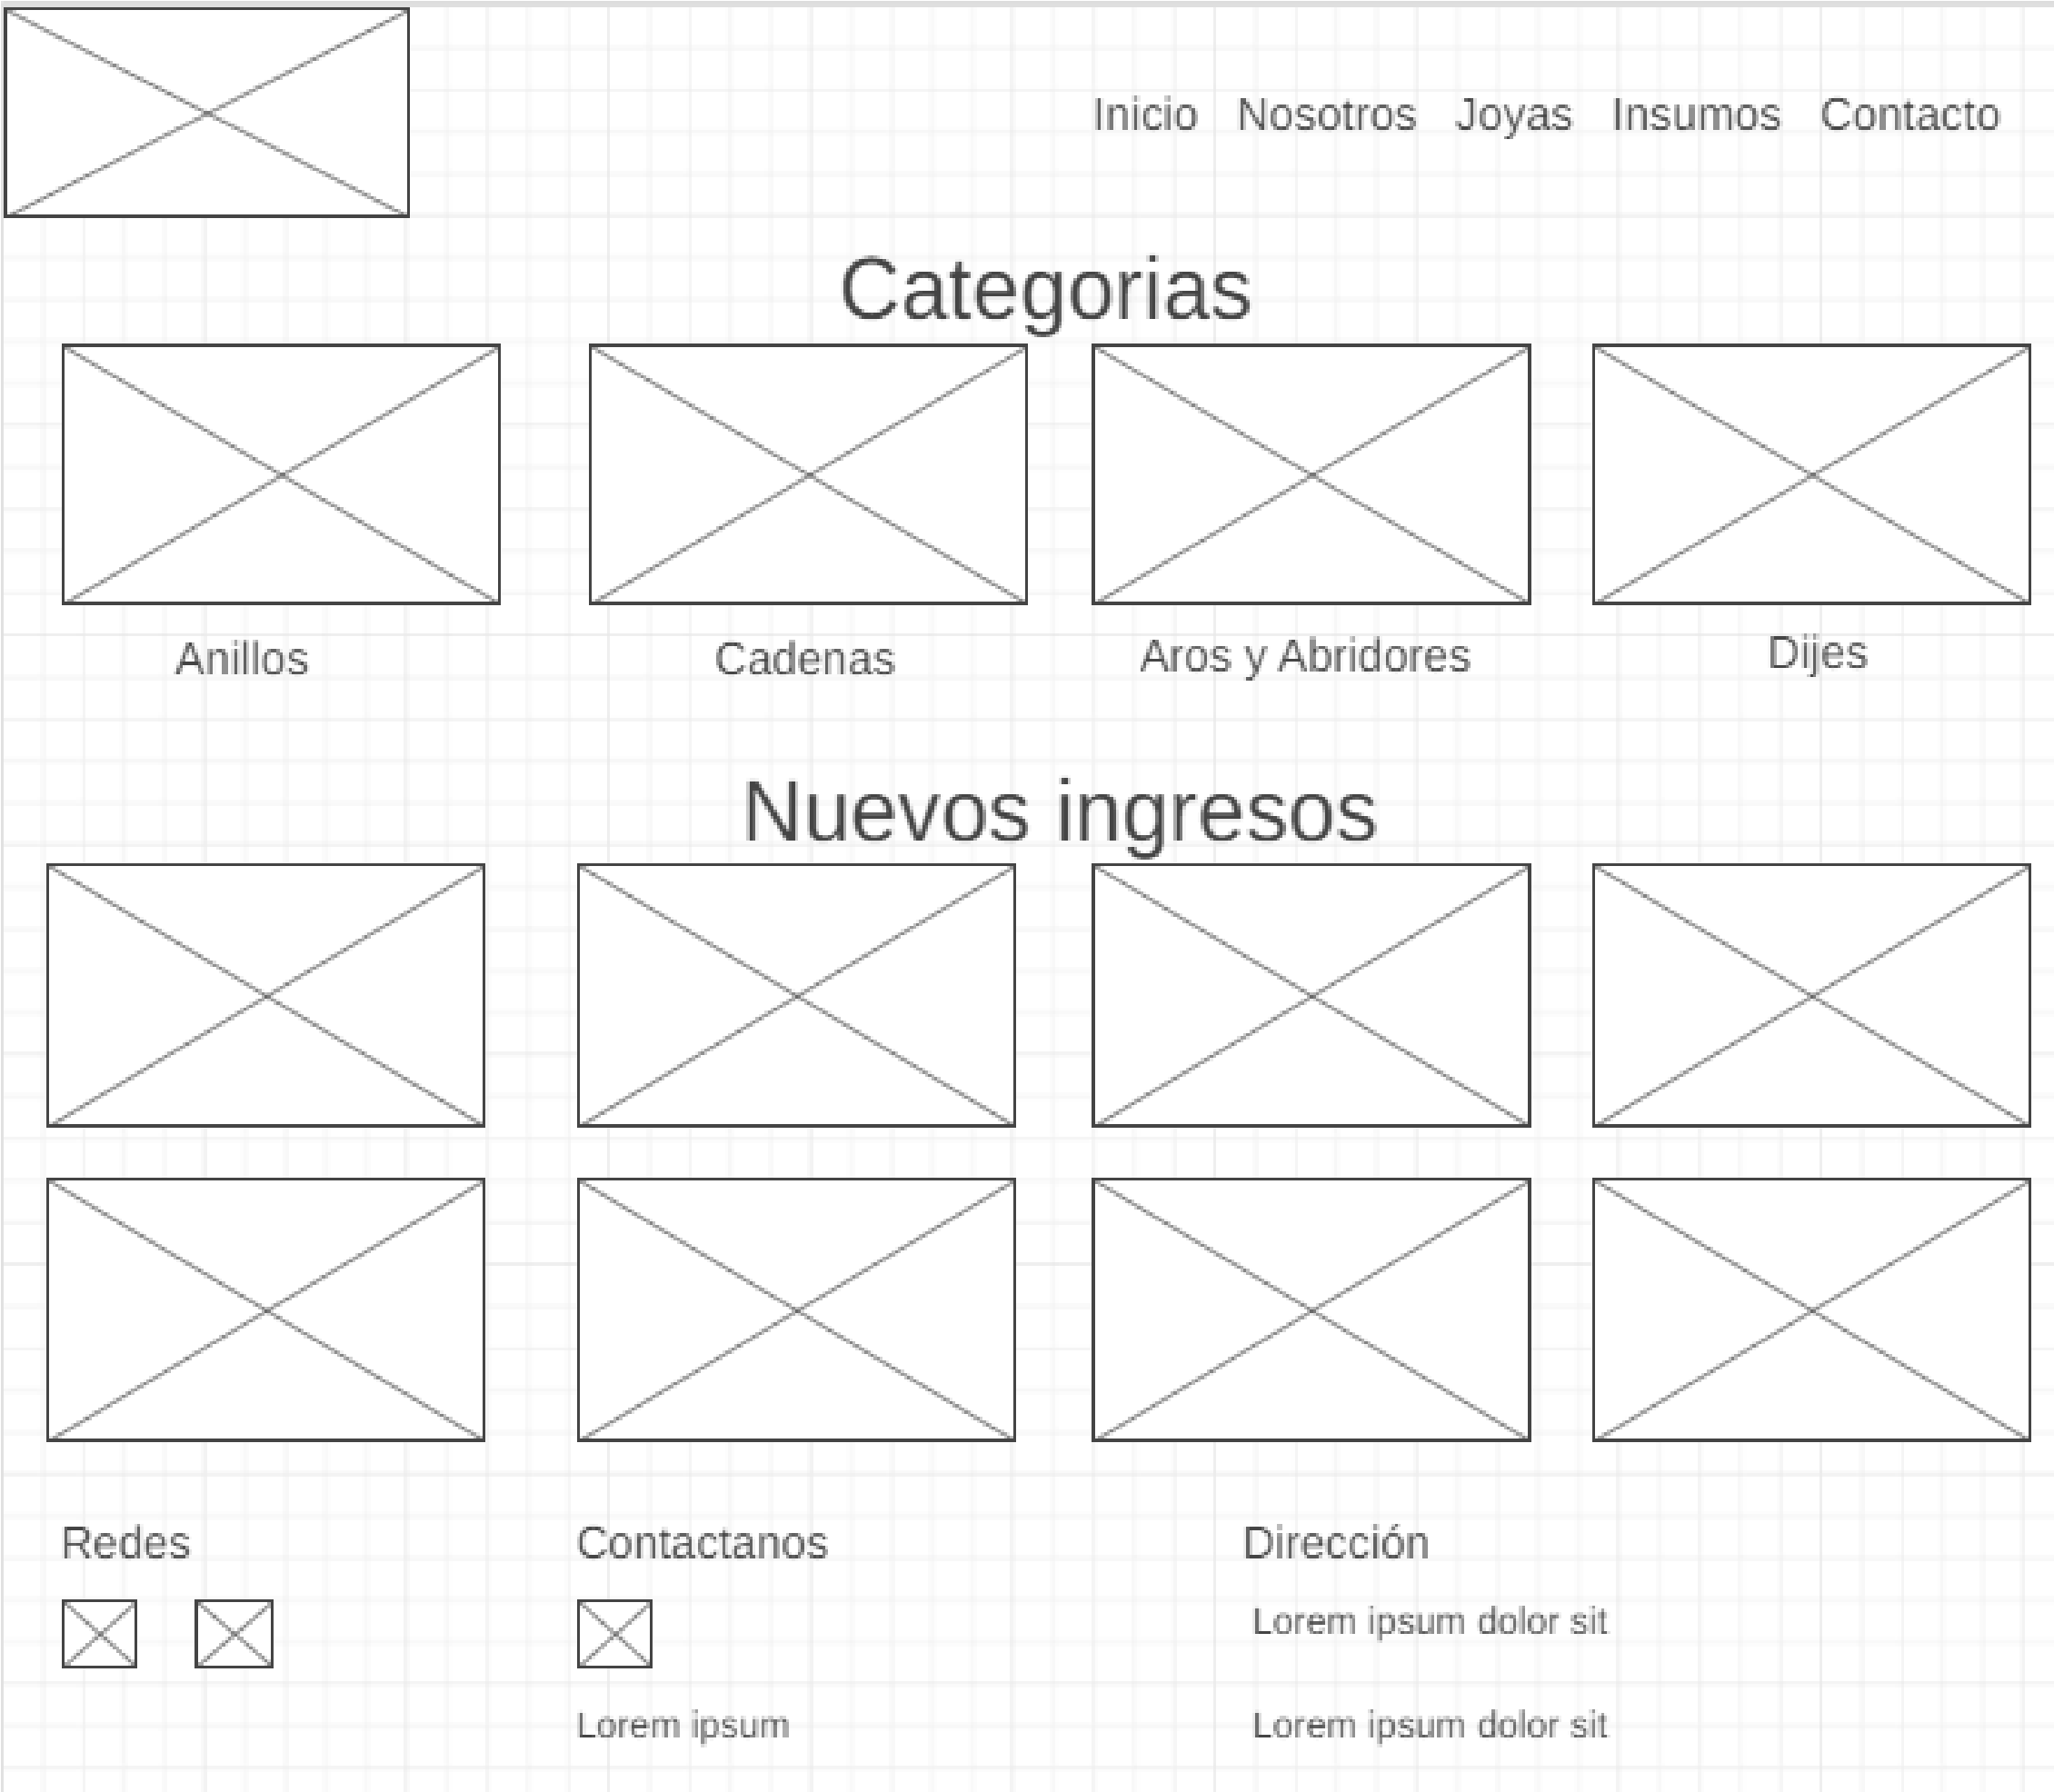 Inicio Nosotros Joyas Insumos Contacto
Categorias
Anillos Cadenas Aros y Abridores Dijes
Nuevos ingresos
Redes Contactanos Dirección
Lorem ipsum dolor sit
Lorem ipsum Lorem ipsum dolor sit